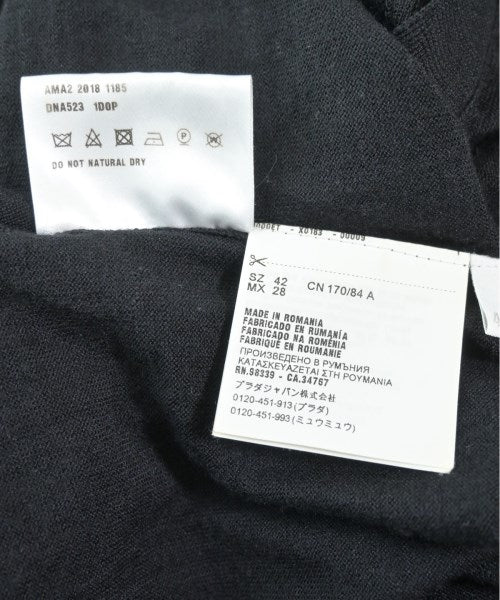 AMA2 2018 1185
DNA523 1D0P
P
DO NOT NATURAL DRY
SZ 42 CN 170/84 A
MX 28
MADE IN ROMANIA
FABRICADO EN RUMANÍA
FABRICADO NA ROMÉNIA
FABRIQUÉ EN ROUMANIE
ПРОИЗВЕДЕНО В РУМЪНИЯ
ΚΑΤΑΣΚΕΥΑΖΕΤΑΙ ΣΤΗ ΡΟΥΜΑΝΙΑ
RN.98339 - CA.34767
プラダジャパン株式会社
0120-451-913 (プラダ)
0120-451-993 (ミュウミュウ)